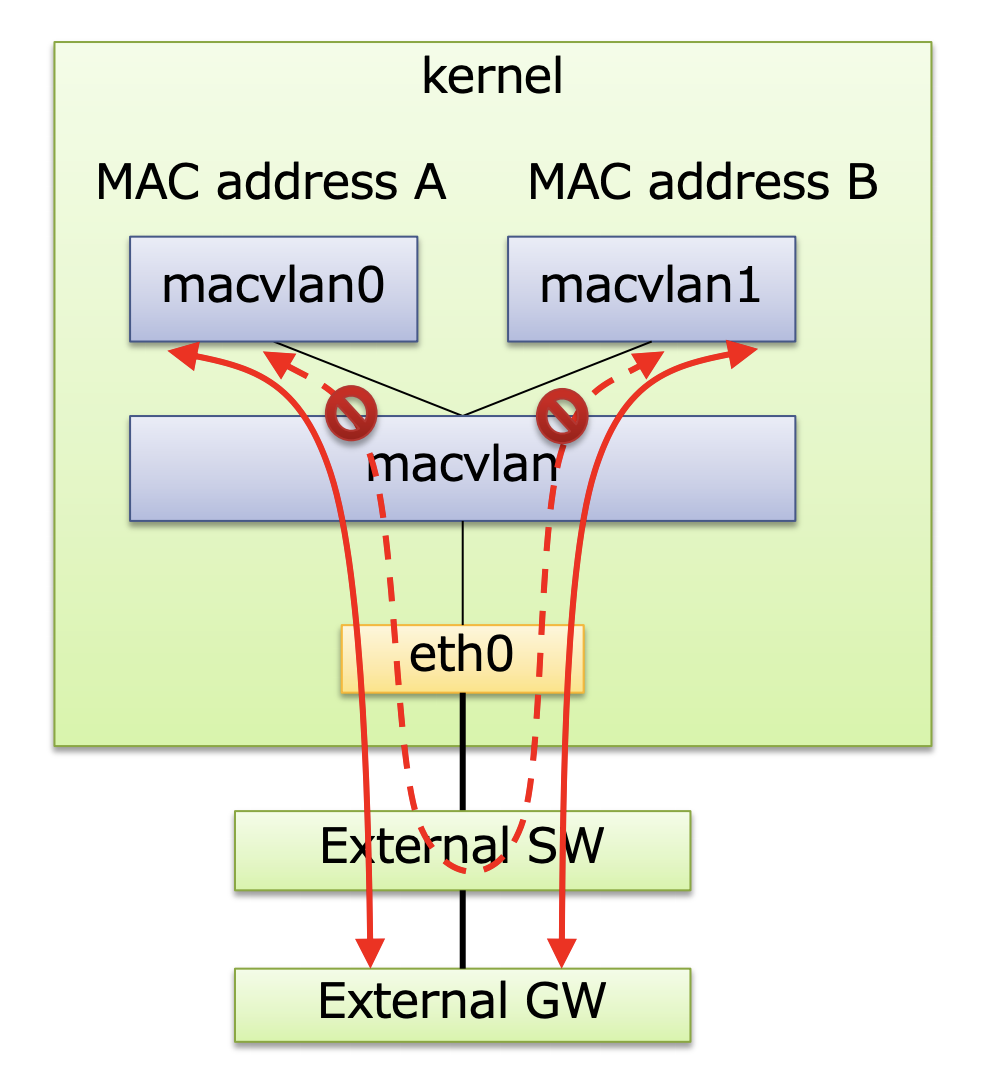 kernel
MAC address A
MAC address B
macvlan0
macvlan1
macvlan
eth0
External SW
External GW